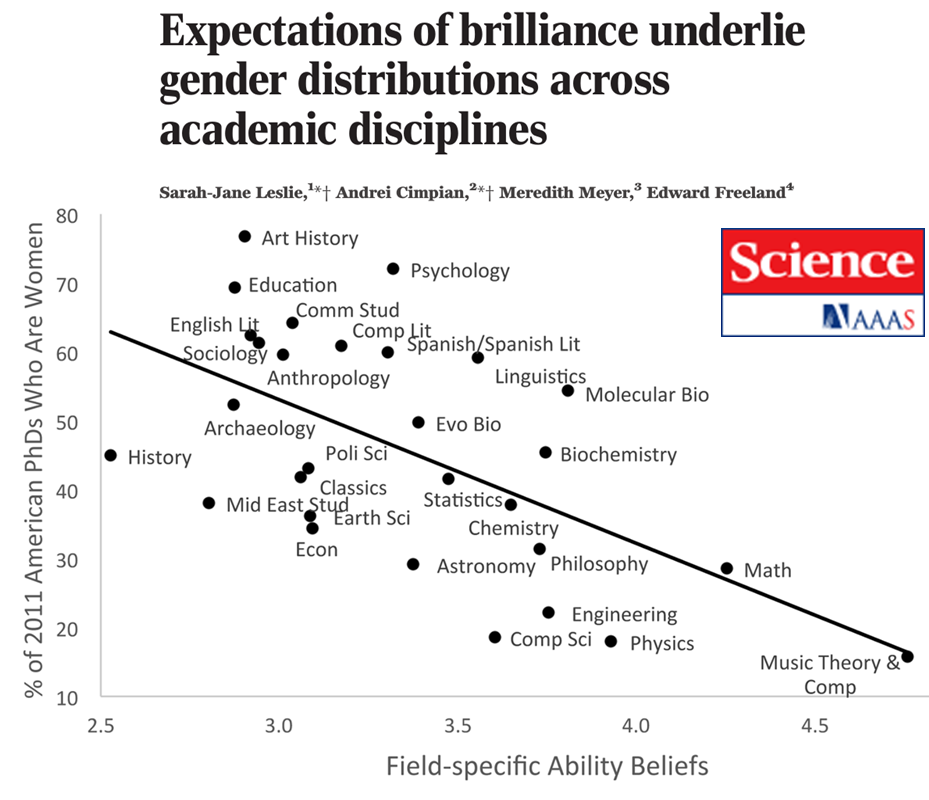 Expectations of brilliance underlie
gender distributions across
academic disciplines
Sarah-Jane Leslie,¹*† Andrei Cimpian,²*† Meredith Meyer,³ Edward Freeland⁴
Science
AAAS
% of 2011 American PhDs Who Are Women
80
70
60
50
40
30
20
10
Art History
Psychology
Education
Comm Stud
English Lit
Comp Lit
Spanish/Spanish Lit
Sociology
Anthropology
Linguistics
Molecular Bio
Archaeology
Evo Bio
History
Poli Sci
Biochemistry
Classics
Mid East Stud
Statistics
Earth Sci
Chemistry
Econ
Astronomy
Philosophy
Math
Engineering
Comp Sci
Physics
Music Theory &
Comp
2.5 3.0 3.5 4.0 4.5
Field-specific Ability Beliefs